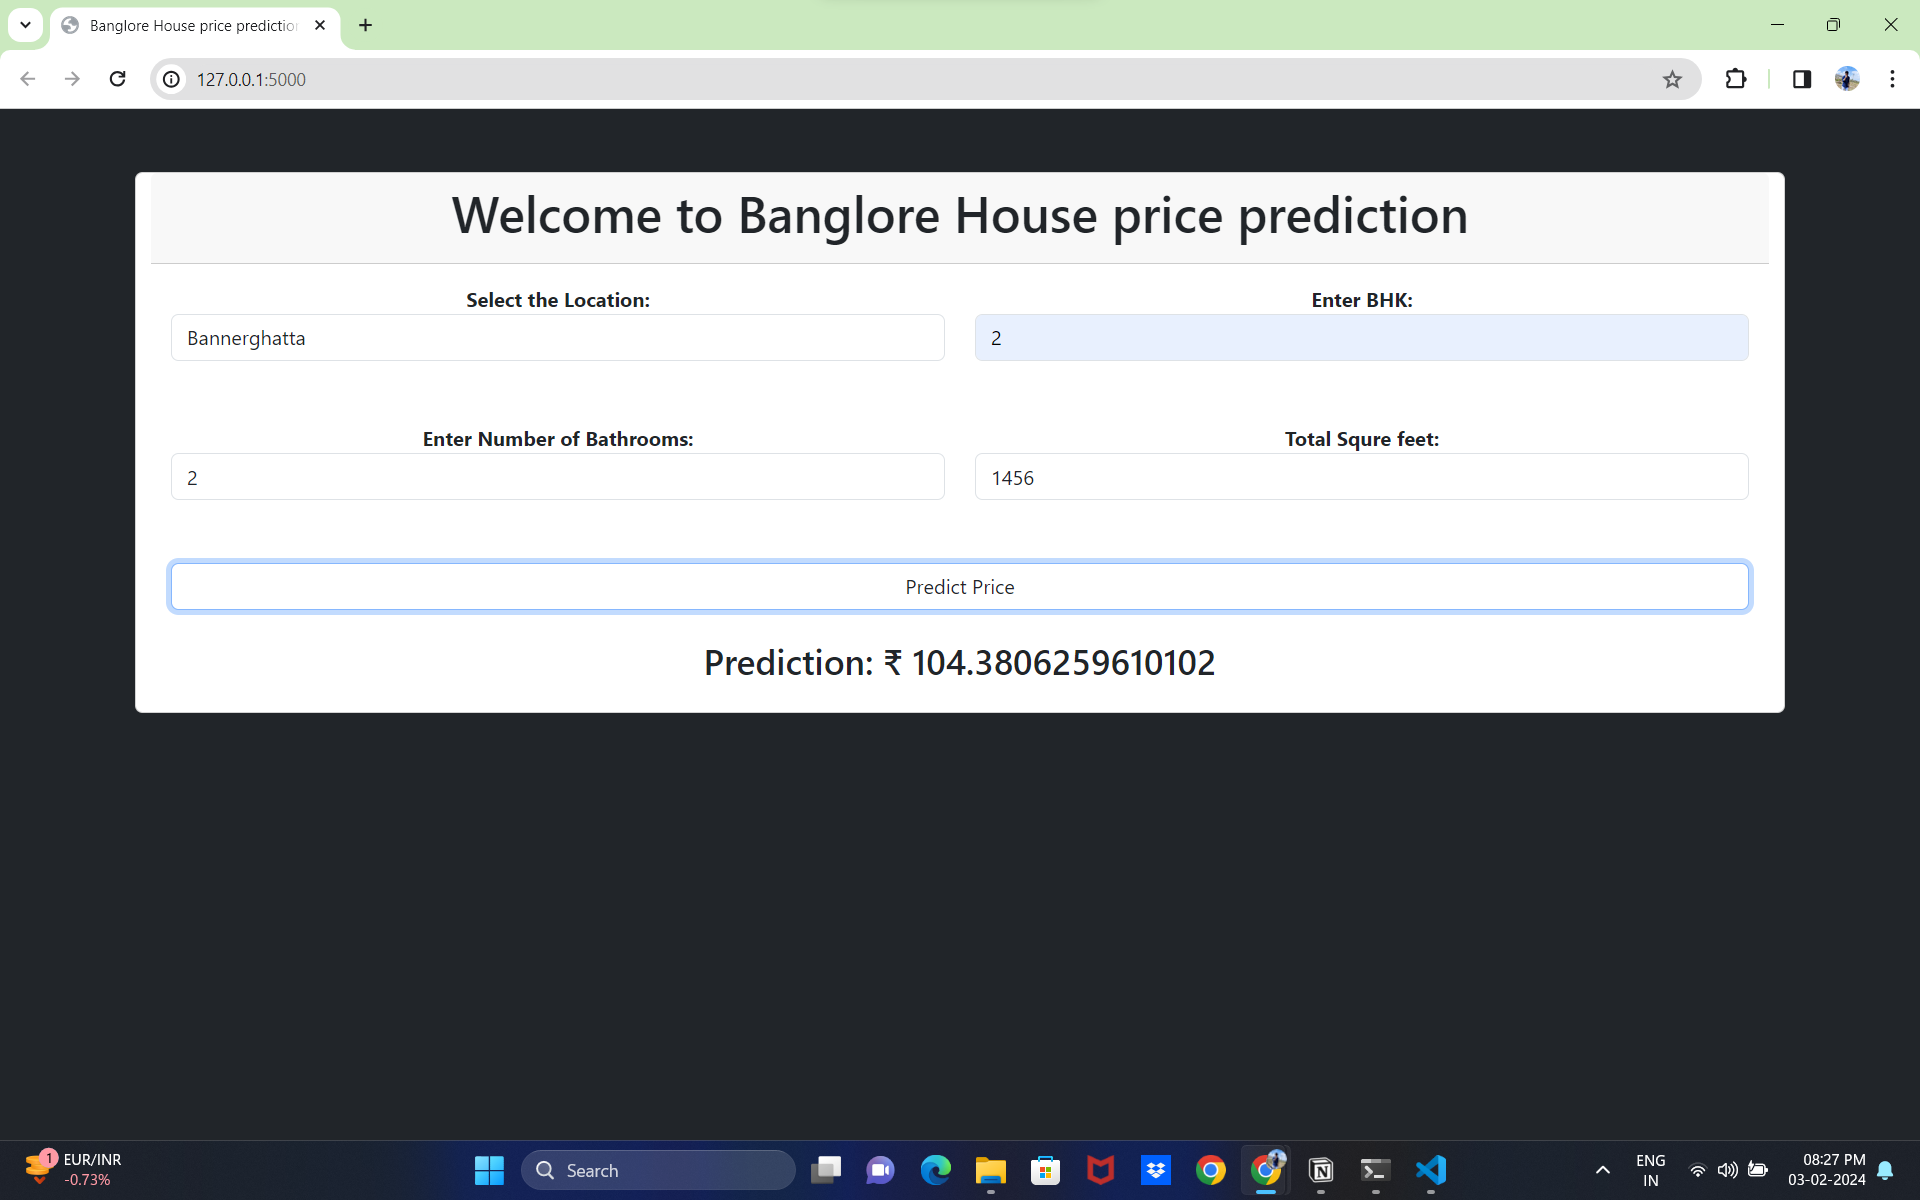 Banglore House price prediction
127.0.0.1:5000
Welcome to Banglore House price prediction
Select the Location:
Enter BHK:
Bannerghatta
2
Enter Number of Bathrooms:
Total Squre feet:
2
1456
Predict Price
Prediction: ₹ 104.3806259610102
1
EUR/INR
-0.73%
Search
ENG
IN
08:27 PM
03-02-2024